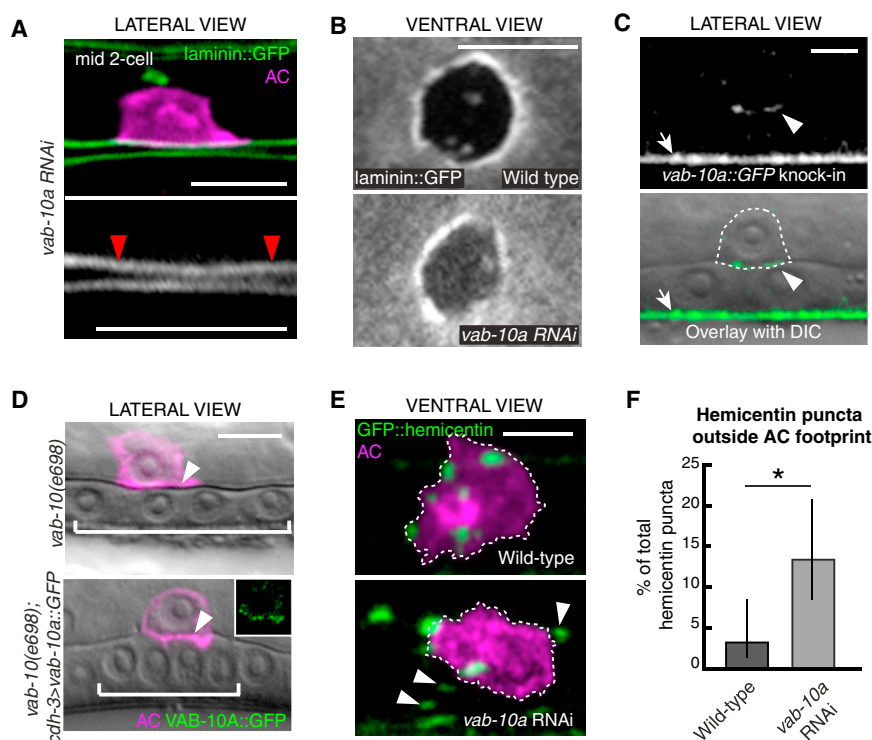 A
LATERAL VIEW
mid 2-cell
laminin::GFP
AC
vab-10a RNAi
B
VENTRAL VIEW
laminin::GFP
Wild type
vab-10a RNAi
C
LATERAL VIEW
vab-10a::GFP knock-in
Overlay with DIC
D
LATERAL VIEW
vab-10(e698)
vab-10(e698);
cdh-3>vab-10a::GFP
AC VAB-10A::GFP
E
VENTRAL VIEW
GFP::hemicentin
AC
Wild-type
vab-10a RNAi
F
Hemicentin puncta
outside AC footprint
% of total
hemicentin puncta
25
20
15
10
5
0
*
Wild-type
vab-10a
RNAi